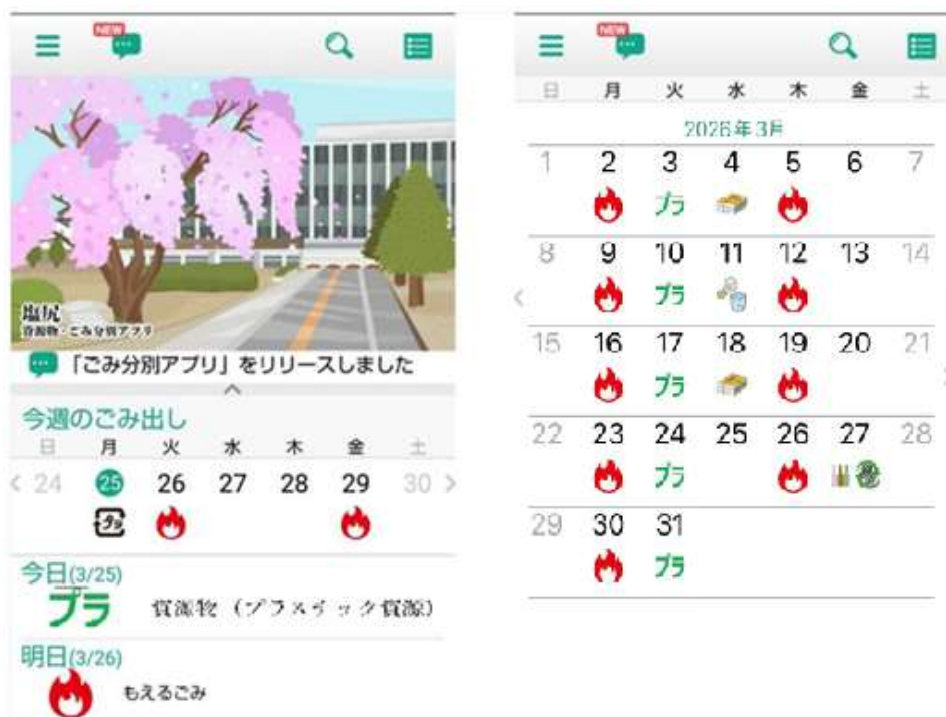 NEW
塩尻
資源物・ごみ分別アプリ
「ごみ分別アプリ」をリリースしました
今週のごみ出し
日 月 火 水 木 金 土
24 25 26 27 28 29 30
プラ
今日(3/25)
プラ 資源物（プラスチック資源）
明日(3/26)
もえるごみ
NEW
日 月 火 水 木 金 土
2026年3月
1 2 3 4 5 6 7
プラ
8 9 10 11 12 13 14
プラ
15 16 17 18 19 20 21
プラ
22 23 24 25 26 27 28
プラ
29 30 31
プラ